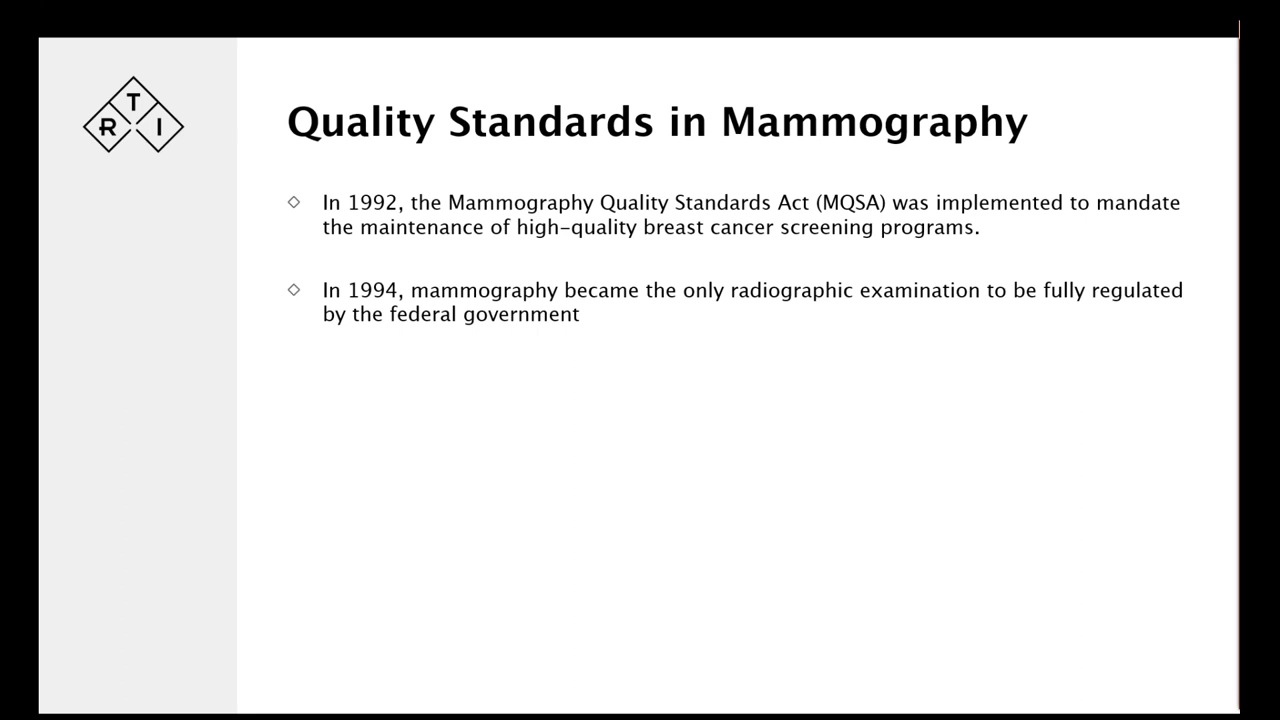 T
R I
Quality Standards in Mammography
In 1992, the Mammography Quality Standards Act (MQSA) was implemented to mandate
the maintenance of high-quality breast cancer screening programs.
In 1994, mammography became the only radiographic examination to be fully regulated
by the federal government